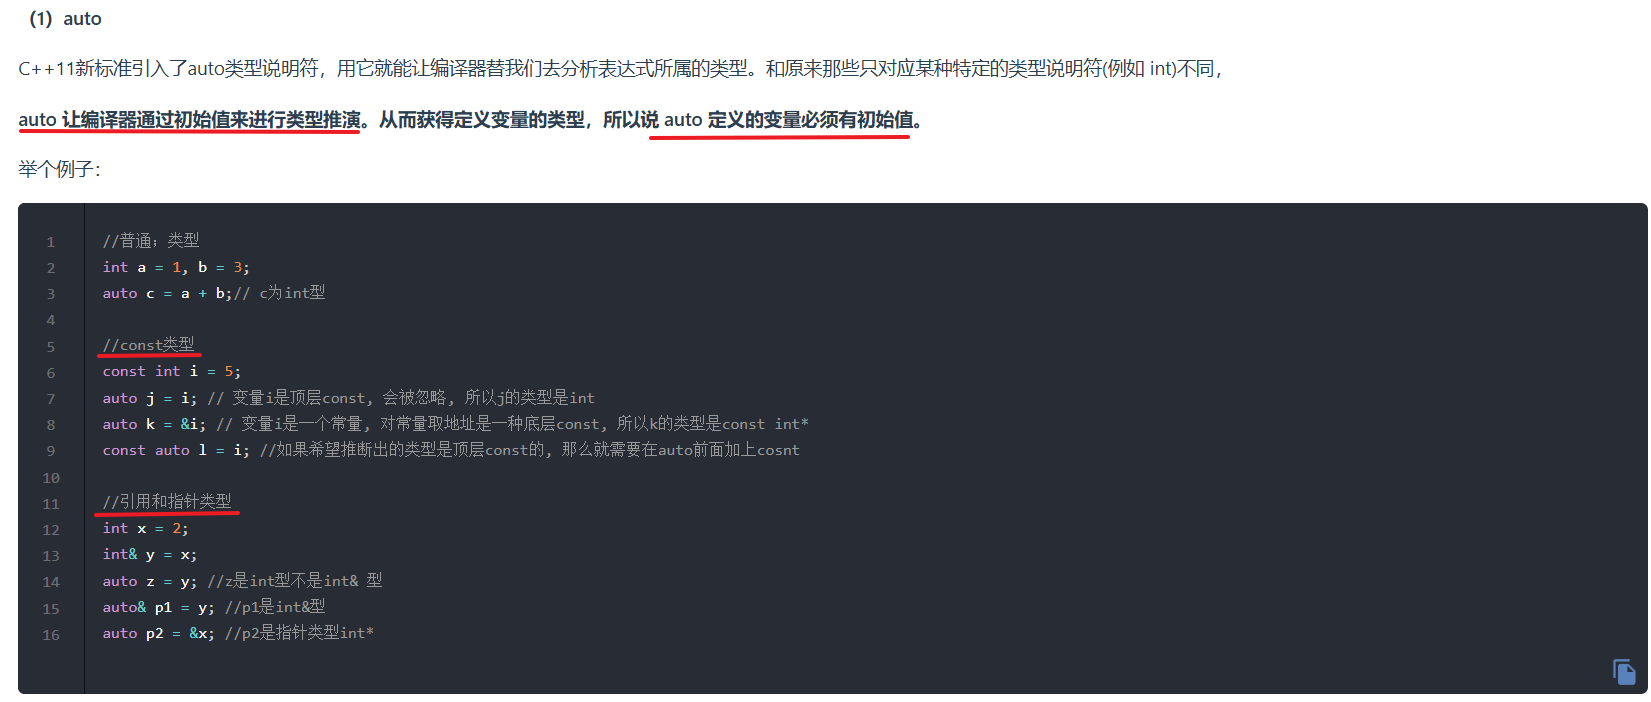 （1）auto
C++11新标准引入了auto类型说明符，用它就能让编译器替我们去分析表达式所属的类型。和原来那些只对应某种特定的类型说明符(例如 int)不同，
auto 让编译器通过初始值来进行类型推演。从而获得定义变量的类型，所以说 auto 定义的变量必须有初始值。
举个例子：
1 //普通；类型
2 int a = 1, b = 3;
3 auto c = a + b;// c为int型
4
5 //const类型
6 const int i = 5;
7 auto j = i; // 变量i是顶层const, 会被忽略, 所以j的类型是int
8 auto k = &i; // 变量i是一个常量, 对常量取地址是一种底层const, 所以k的类型是const int*
9 const auto l = i; //如果希望推断出的类型是顶层const的, 那么就需要在auto前面加上cosnt
10
11 //引用和指针类型
12 int x = 2;
13 int& y = x;
14 auto z = y; //z是int型不是int& 型
15 auto& p1 = y; //p1是int&型
16 auto p2 = &x; //p2是指针类型int*